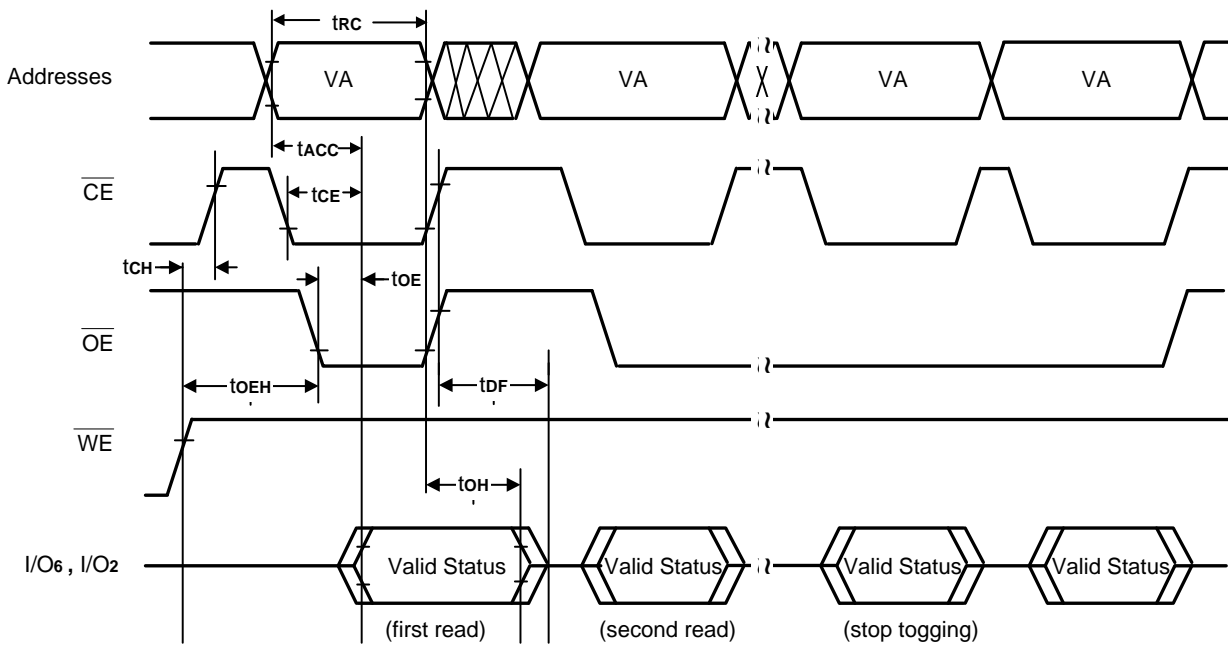 tRC
Addresses VA VA VA VA
tACC
CE
tCE
tCH
tOE
OE
tOEH
tDF
WE
tOH
I/O6 , I/O2 Valid Status Valid Status Valid Status Valid Status
(first read) (second read) (stop togging)